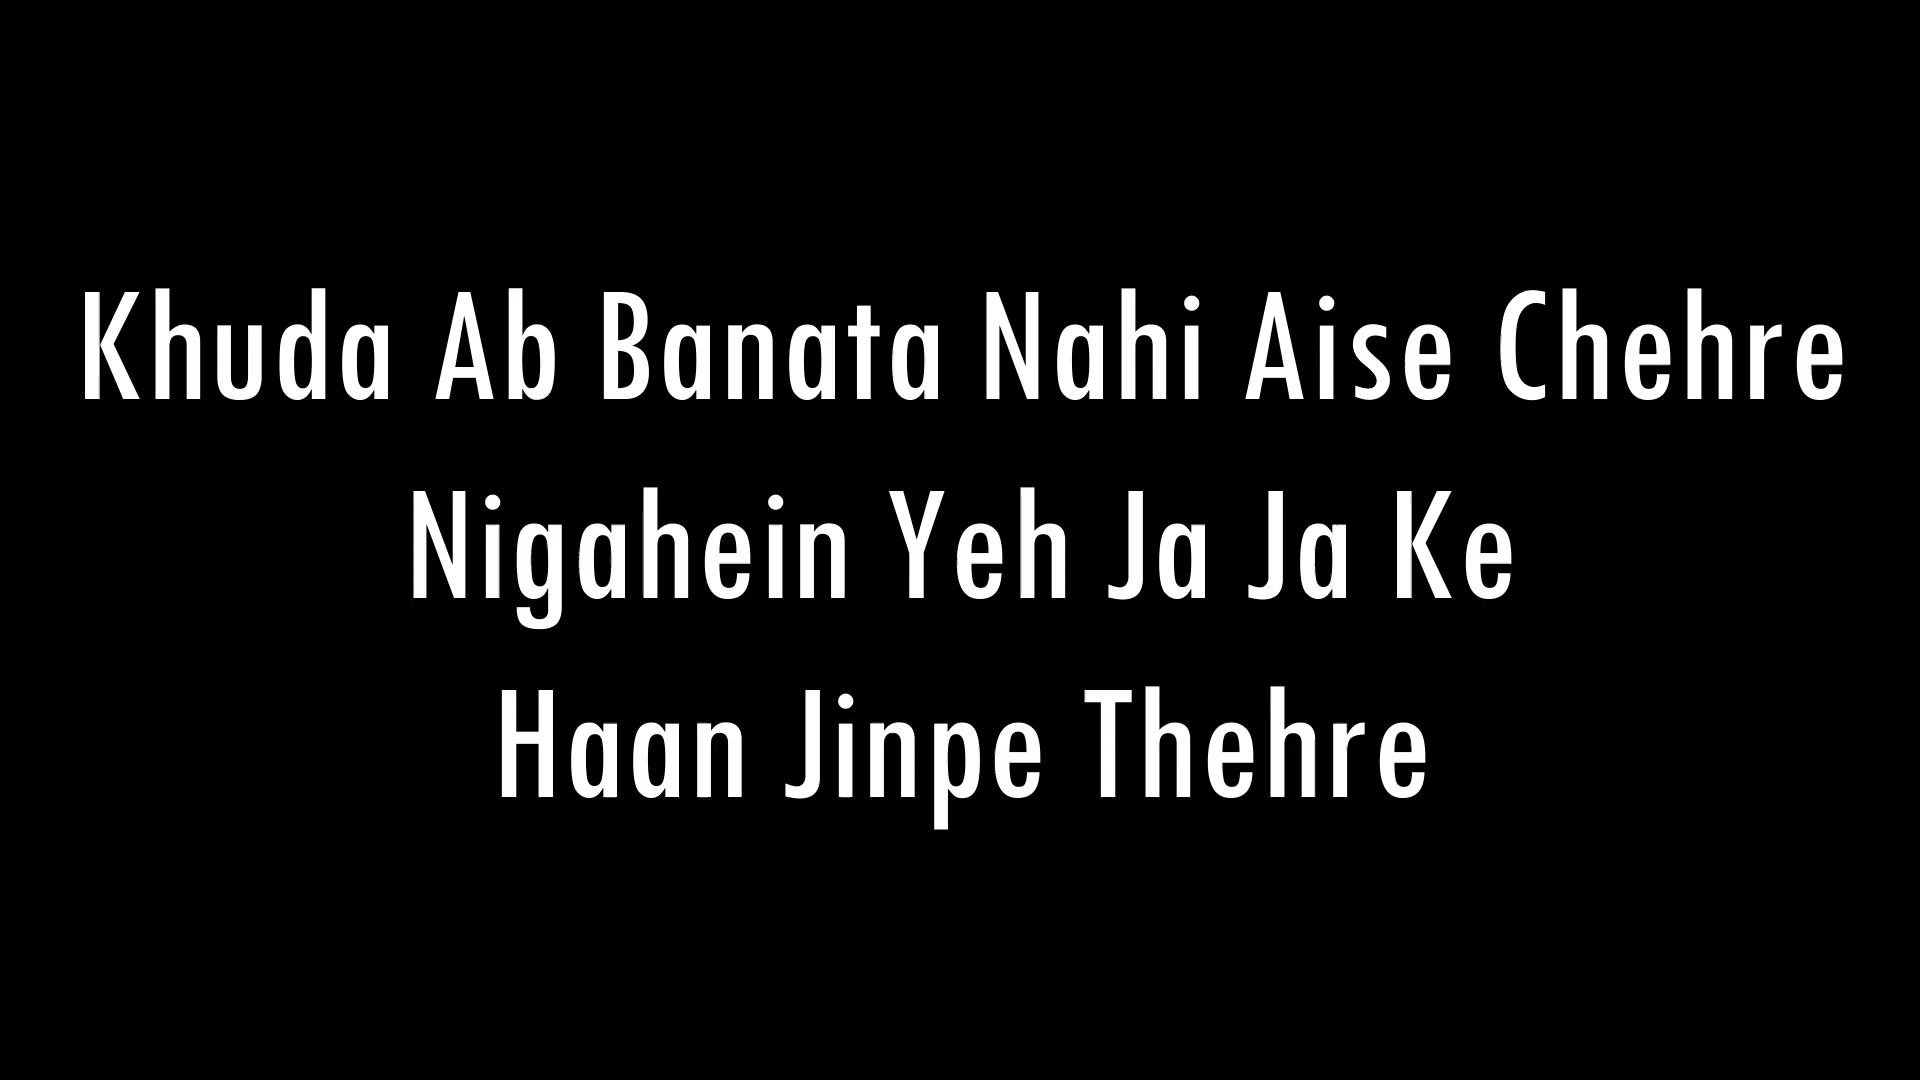 Khuda Ab Banata Nahi Aise Chehre
Nigahein Yeh Ja Ja Ke
Haan Jinpe Thehre